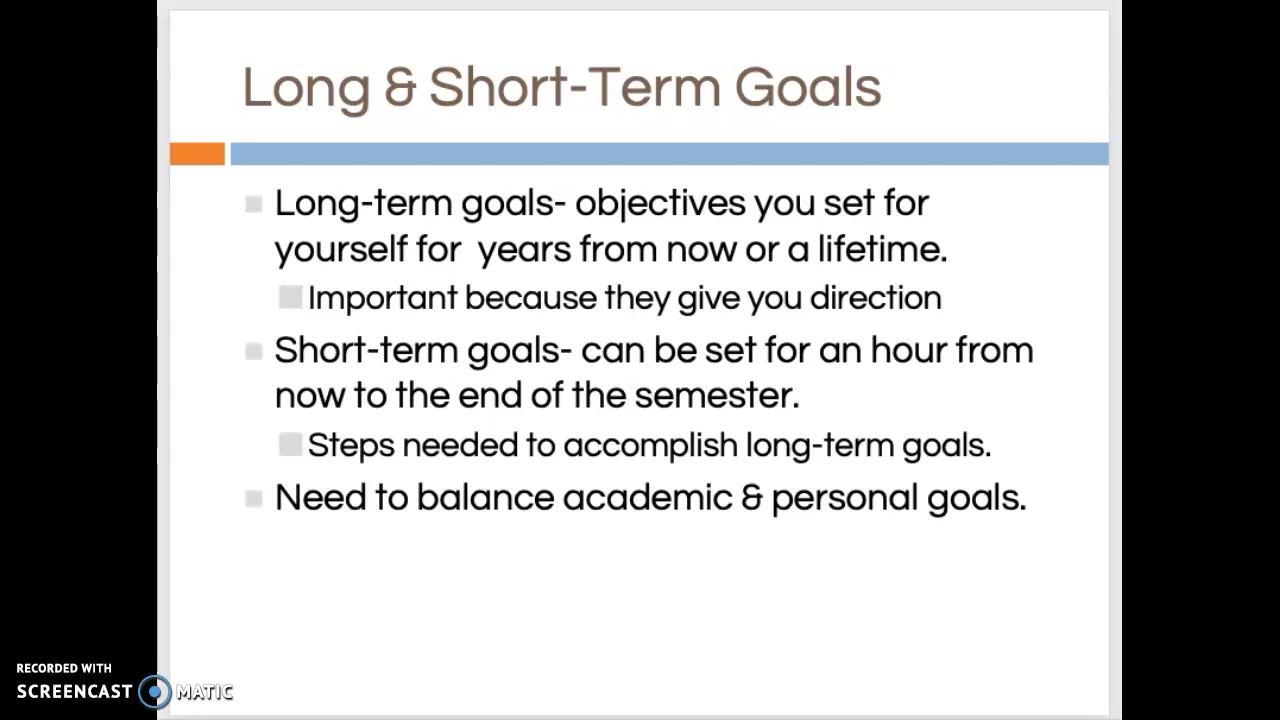 Long & Short-Term Goals
Long-term goals- objectives you set for
yourself for  years from now or a lifetime.
Important because they give you direction
Short-term goals- can be set for an hour from
now to the end of the semester.
Steps needed to accomplish long-term goals.
Need to balance academic & personal goals.
RECORDED WITH
SCREENCAST MATIC